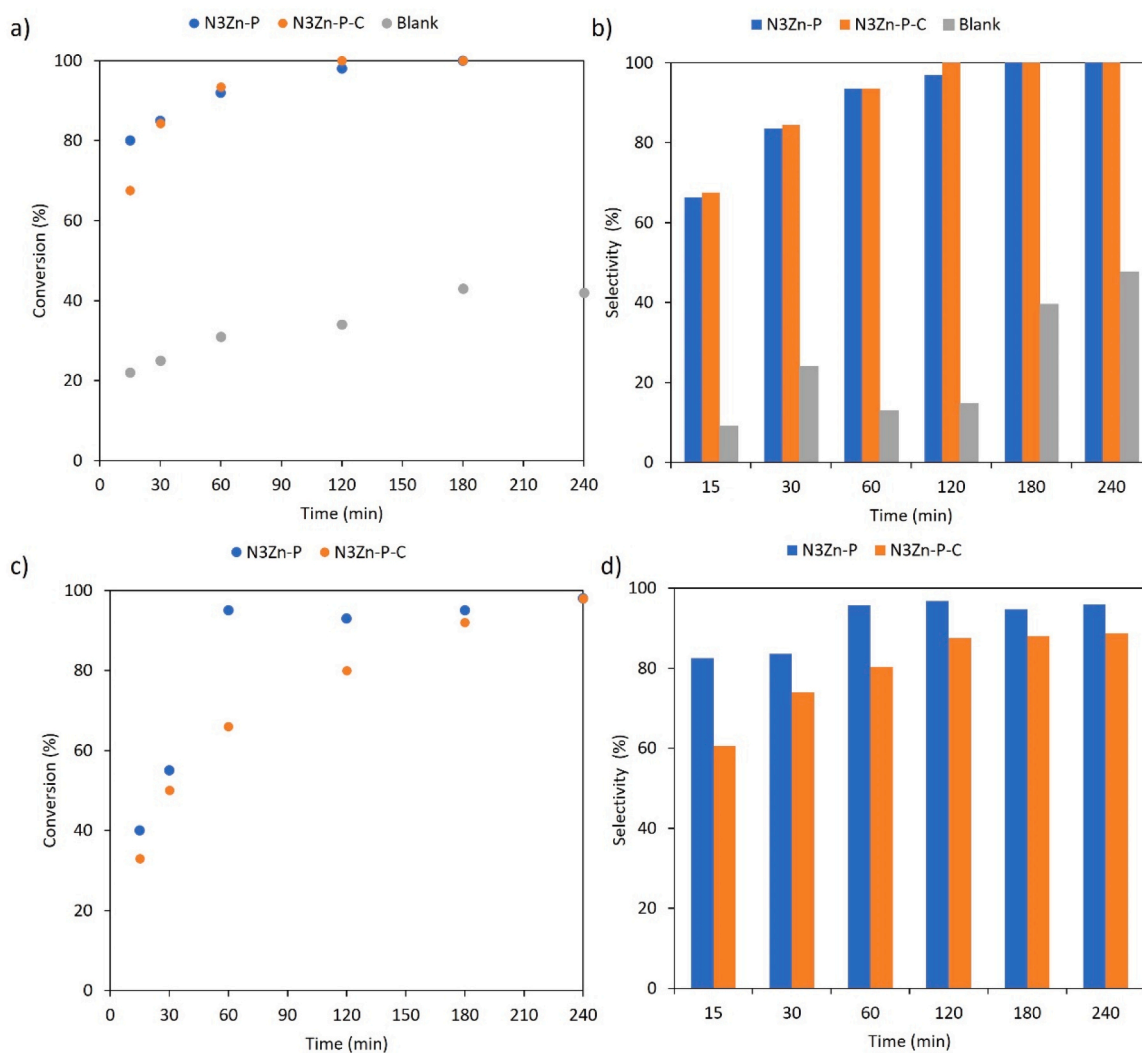 a)
N3Zn-P N3Zn-P-C Blank
100
80
60
40
20
0
Conversion (%)
0 30 60 90 120 150 180 210 240
Time (min)
b)
N3Zn-P N3Zn-P-C Blank
100
80
60
40
20
0
Selectivity (%)
15 30 60 120 180 240
Time (min)
c)
N3Zn-P N3Zn-P-C
100
80
60
40
20
0
Conversion (%)
0 30 60 90 120 150 180 210 240
Time (min)
d)
N3Zn-P N3Zn-P-C
100
80
60
40
20
0
Selectivity (%)
15 30 60 120 180 240
Time (min)